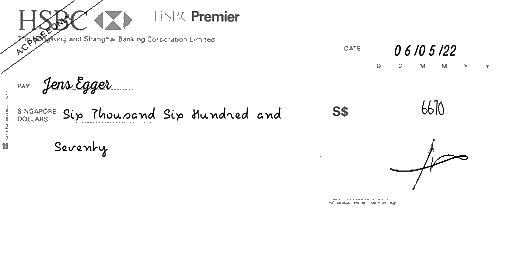 HSBC HSBC Premier
The Hongkong and Shanghai Banking Corporation Limited
A/C PAYEE ONLY
DATE 06/05/22
D D M M Y Y
PAY Jens Egger
SINGAPORE DOLLARS Six Thousand Six Hundred and
S$ 6670
Seventy